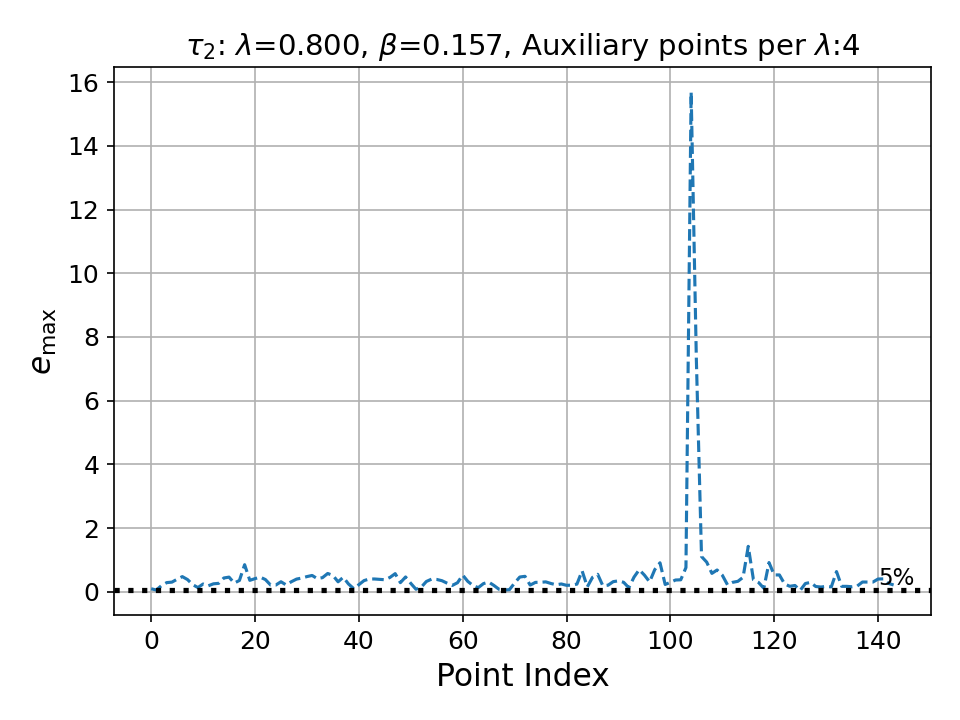 τ₂: λ=0.800, β=0.157, Auxiliary points per λ:4
16
14
12
10
8
6
4
2
0
e_max
5%
0 20 40 60 80 100 120 140
Point Index